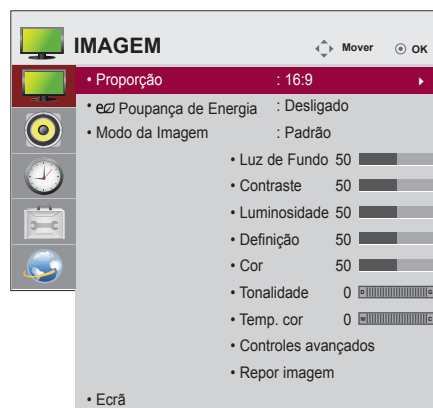 IMAGEM Mover OK
• Proporção : 16:9
• eco Poupança de Energia : Desligado
• Modo da Imagem : Padrão
• Luz de Fundo 50
• Contraste 50
• Luminosidade 50
• Definição 50
• Cor 50
• Tonalidade 0 R G
• Temp. cor 0 W C
• Controles avançados
• Repor imagem
• Ecrã